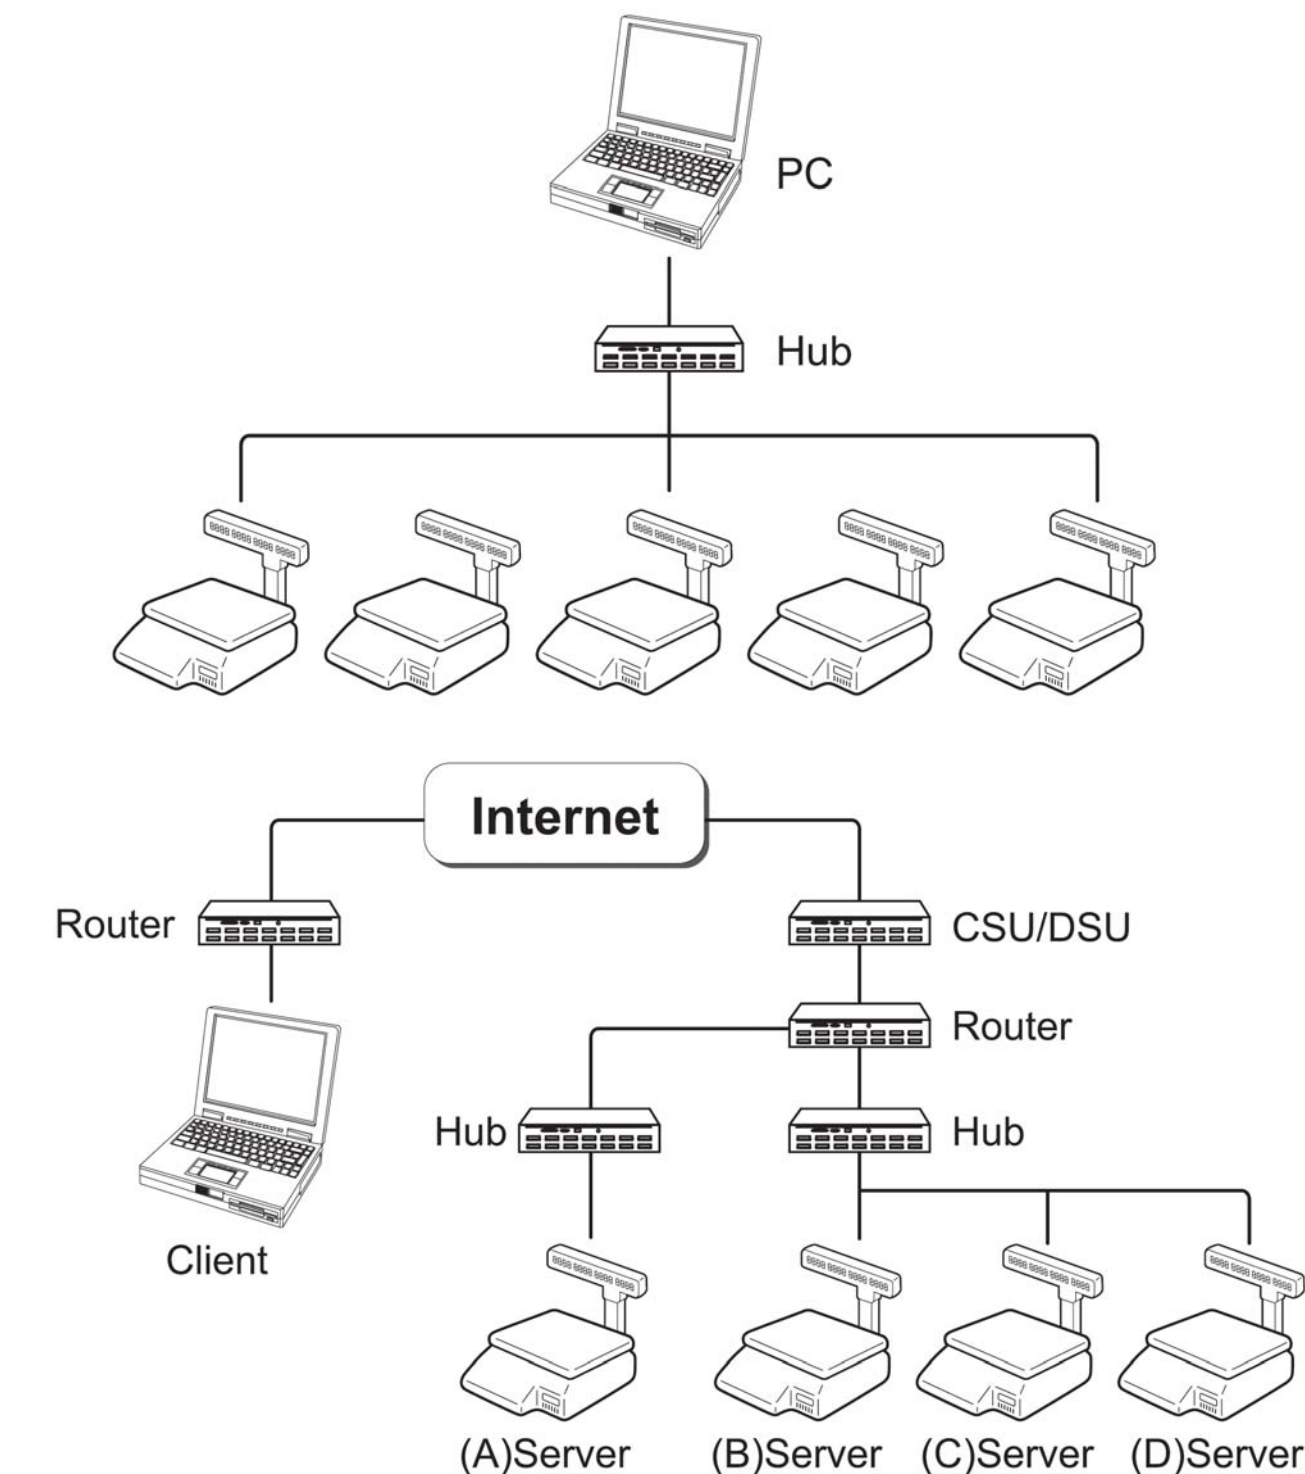 PC
Hub
Internet
Router
CSU/DSU
Router
Hub
Hub
Client
(A)Server
(B)Server
(C)Server
(D)Server